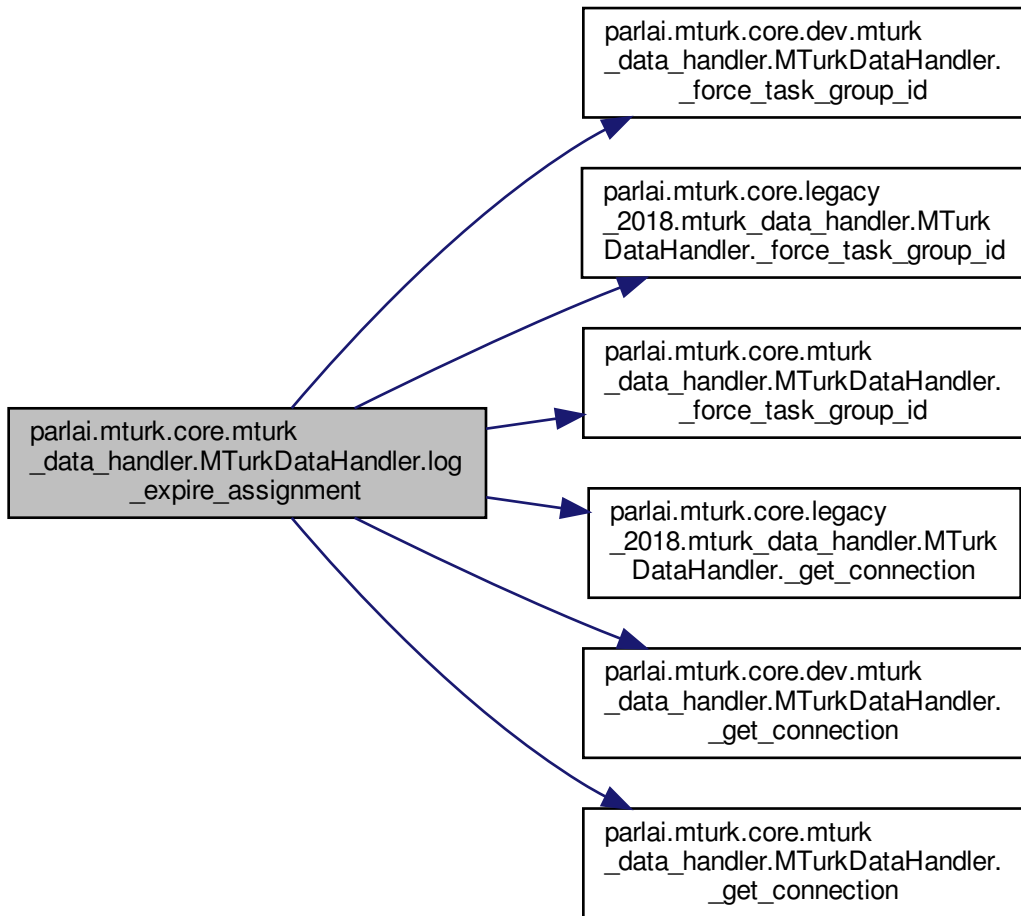 parlai.mturk.core.dev.mturk
_data_handler.MTurkDataHandler.
_force_task_group_id
parlai.mturk.core.legacy
_2018.mturk_data_handler.MTurk
DataHandler._force_task_group_id
parlai.mturk.core.mturk
_data_handler.MTurkDataHandler.
_force_task_group_id
parlai.mturk.core.mturk
_data_handler.MTurkDataHandler.log
_expire_assignment
parlai.mturk.core.legacy
_2018.mturk_data_handler.MTurk
DataHandler._get_connection
parlai.mturk.core.dev.mturk
_data_handler.MTurkDataHandler.
_get_connection
parlai.mturk.core.mturk
_data_handler.MTurkDataHandler.
_get_connection